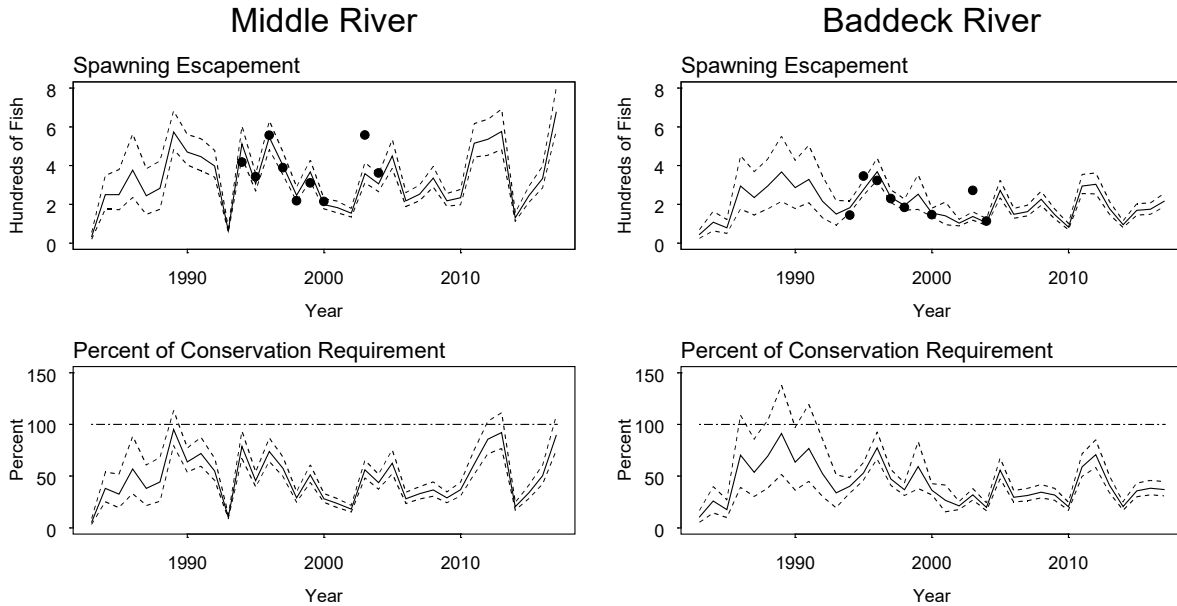 Middle River
Baddeck River
Spawning Escapement
Hundreds of Fish
8
6
4
2
0
1990
2000
2010
Year
Spawning Escapement
Hundreds of Fish
8
6
4
2
0
1990
2000
2010
Year
Percent of Conservation Requirement
Percent
150
100
50
0
1990
2000
2010
Year
Percent of Conservation Requirement
Percent
150
100
50
0
1990
2000
2010
Year